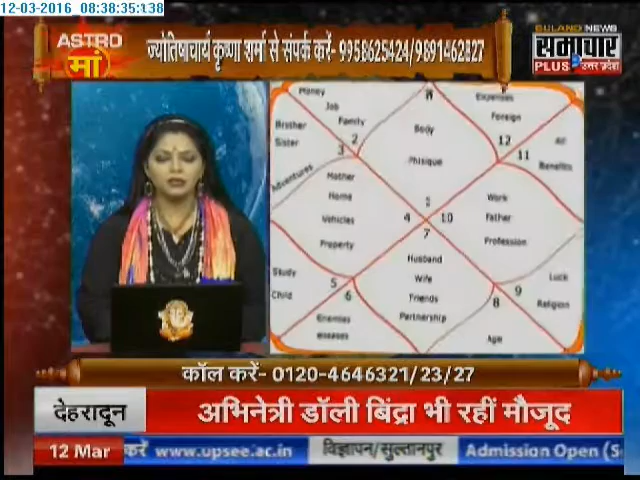 12-03-2016 08:38:35:138
ASTRO
माँ
ज्योतिषाचार्य कृष्णा शर्मा से संपर्क करें- 9958625424/9891462827
BULAND NEWS
समाचार
PLUS उत्तर प्रदेश
Money
Job
Family
Brother
Sister
2
3
Adventures
Body
Phisique
1
Expenses
Foreign
12
11
All
Benefits
Mother
Home
Vehicles
Property
4
10
7
Work
Father
Profession
Study
Child
5
6
Enemies
diseases
Husband
Wife
Friends
Partnership
Luck
Religion
9
8
Age
कॉल करें- 0120-4646321/23/27
देहरादून
अभिनेत्री डॉली बिंद्रा भी रहीं मौजूद
12 Mar
करें www.upsee.ac.in
विज्ञापन/सुल्तानपुर
Admission Open (S